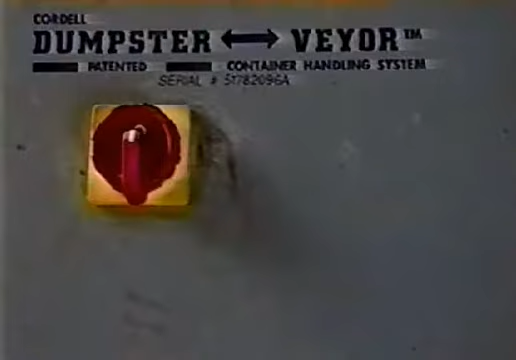 CORDELL
DUMPSTER ⟷ VEYOR™
PATENTED CONTAINER HANDLING SYSTEM
SERIAL # 51782096A